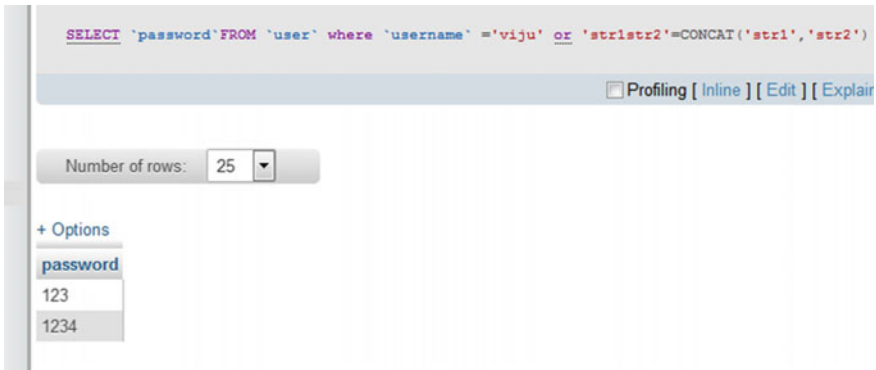 SELECT `password`FROM `user` where `username` ='viju' or 'str1str2'=CONCAT('str1','str2')
Profiling [ Inline ] [ Edit ] [ Explain
Number of rows: 25
+ Options
password
123
1234